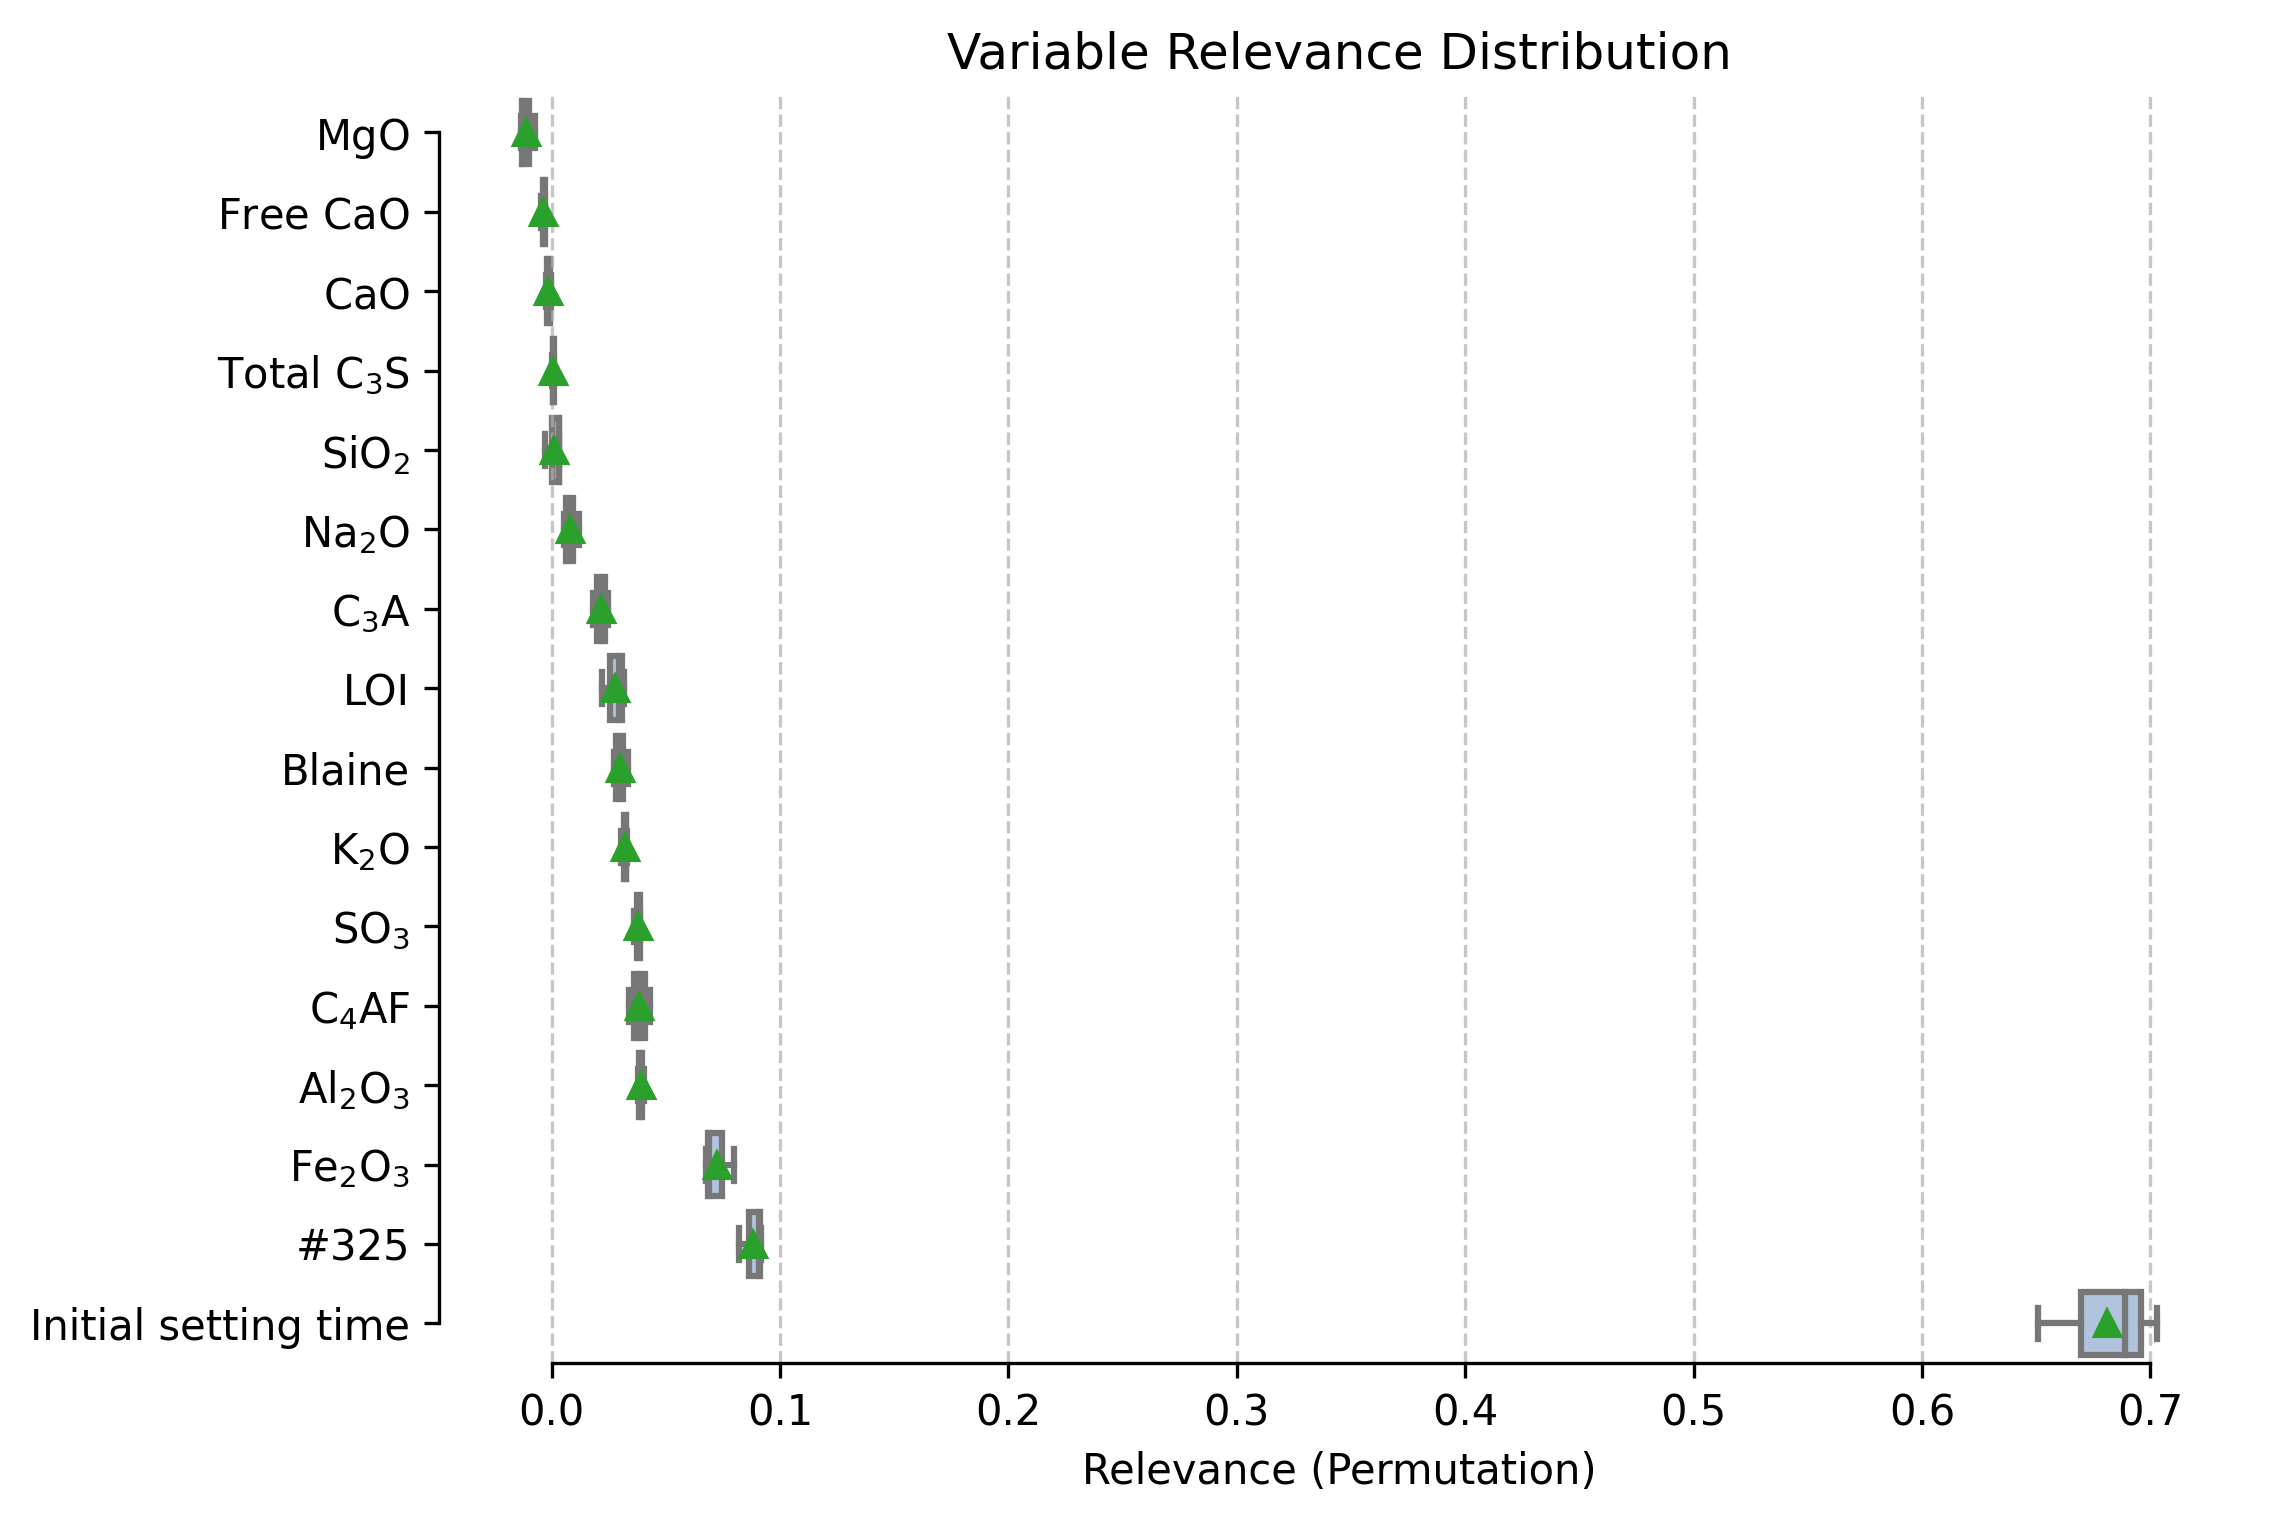 Variable Relevance Distribution
MgO
Free CaO
CaO
Total C₃S
SiO₂
Na₂O
C₃A
LOI
Blaine
K₂O
SO₃
C₄AF
Al₂O₃
Fe₂O₃
#325
Initial setting time
0.0 0.1 0.2 0.3 0.4 0.5 0.6 0.7
Relevance (Permutation)